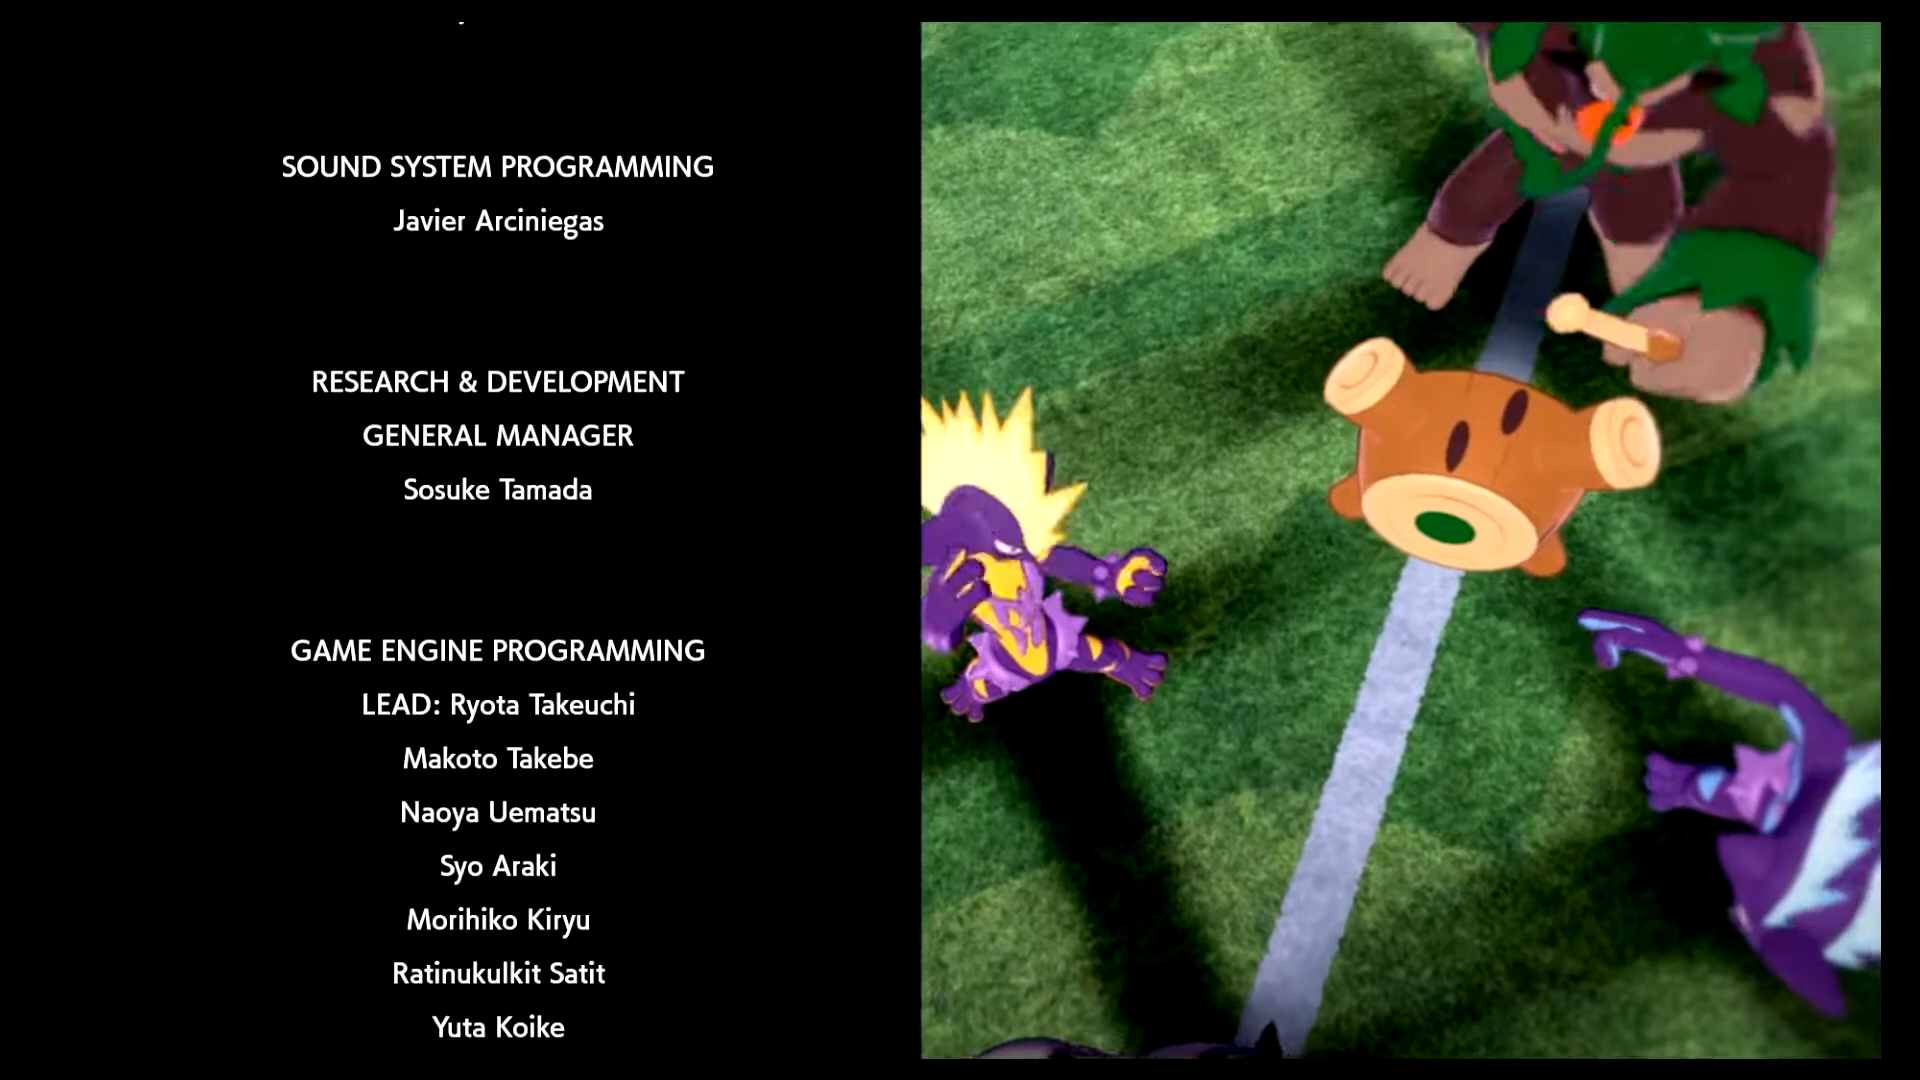 SOUND SYSTEM PROGRAMMING
Javier Arciniegas
RESEARCH & DEVELOPMENT
GENERAL MANAGER
Sosuke Tamada
GAME ENGINE PROGRAMMING
LEAD: Ryota Takeuchi
Makoto Takebe
Naoya Uematsu
Syo Araki
Morihiko Kiryu
Ratinukulkit Satit
Yuta Koike